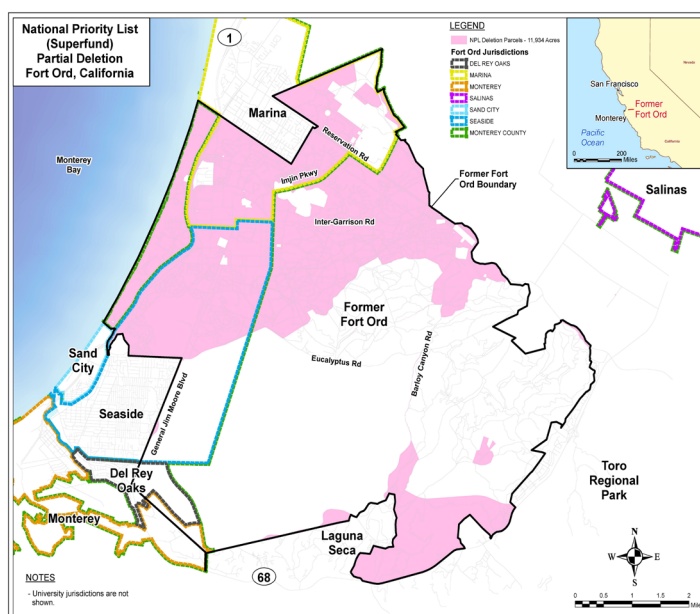 National Priority List
(Superfund)
Partial Deletion
Fort Ord, California
1
LEGEND
NPL Deletion Parcels - 11,934 Acres
Fort Ord Jurisdictions
DEL REY OAKS
MARINA
MONTEREY
SALINAS
SAND CITY
SEASIDE
MONTEREY COUNTY
Nevada
San Francisco
Former
Fort Ord
Monterey
Pacific
Ocean
California
0 200
Miles
Marina
Reservation Rd
Imjin Pkwy
Monterey
Bay
Former Fort
Ord Boundary
Salinas
Inter-Garrison Rd
Former
Fort Ord
Sand
City
Eucalyptus Rd
Barloy Canyon Rd
General Jim Moore Blvd
Seaside
Del Rey
Oaks
Toro
Regional
Park
Monterey
Laguna
Seca
N
W E
S
68
NOTES
- University jurisdictions are not
shown.
0 0.5 1 1.5 2